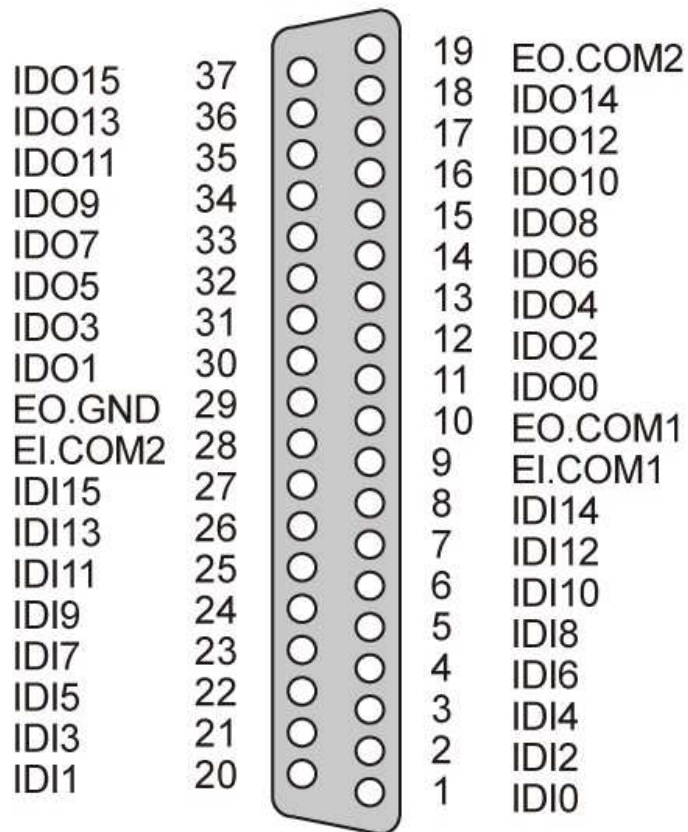 19 EO.COM2
IDO15 37
18 IDO14
IDO13 36
17 IDO12
IDO11 35
16 IDO10
IDO9 34
15 IDO8
IDO7 33
14 IDO6
IDO5 32
13 IDO4
IDO3 31
12 IDO2
IDO1 30
11 IDO0
EO.GND 29
10 EO.COM1
EI.COM2 28
9 EI.COM1
IDI15 27
8 IDI14
IDI13 26
7 IDI12
IDI11 25
6 IDI10
IDI9 24
5 IDI8
IDI7 23
4 IDI6
IDI5 22
3 IDI4
IDI3 21
2 IDI2
IDI1 20
1 IDI0